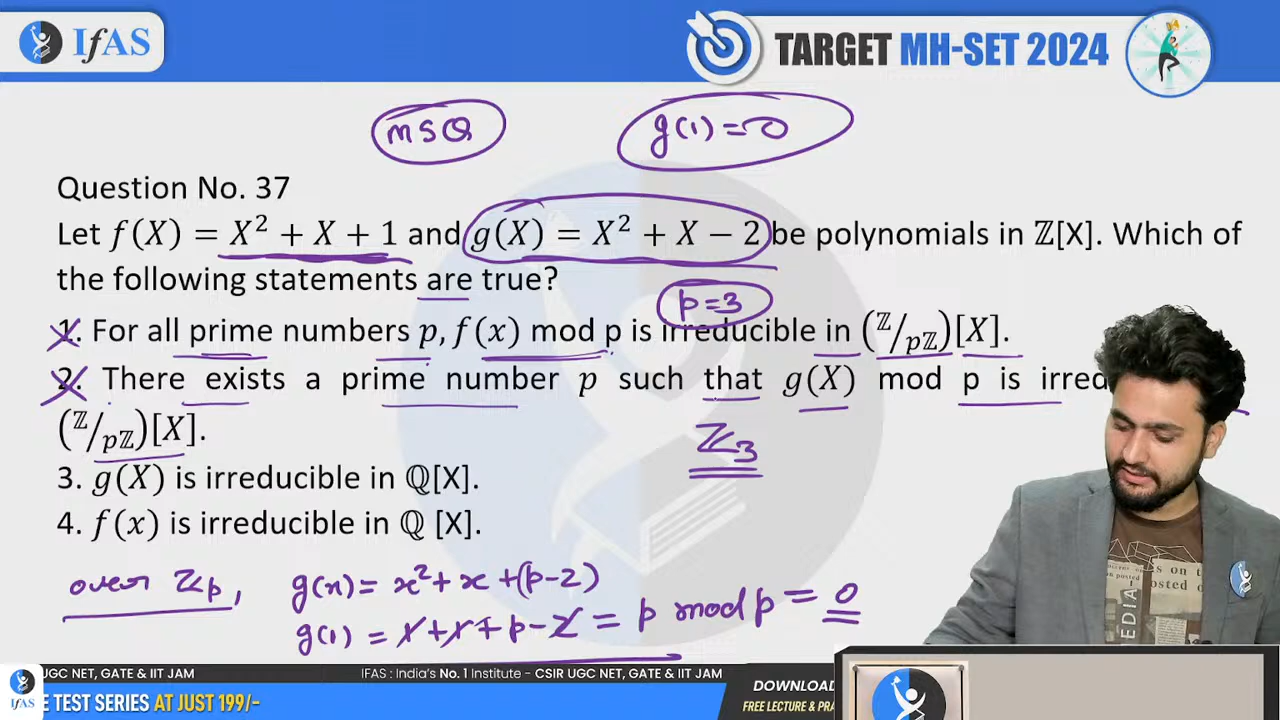 IfAS
TARGET MH-SET 2024
MSQ
g(1)=0
Question No. 37
Let f(X) = X² + X + 1 and g(X) = X² + X − 2 be polynomials in ℤ[X]. Which of
the following statements are true?
p=3
1. For all prime numbers p, f(x) mod p is irreducible in (ℤ/pℤ)[X].
2. There exists a prime number p such that g(X) mod p is
(ℤ/pℤ)[X].
ℤ₃
3. g(X) is irreducible in ℚ[X].
4. f(x) is irreducible in ℚ [X].
over ℤp, g(x) = x² + x + (p-2)
g(1) = 1+1+p-2 = p mod p = 0
UGC NET, GATE & IIT JAM
IFAS : India's No. 1 Institute - CSIR UGC NET, GATE & IIT JAM
IfAS
TEST SERIES AT JUST 199/-
FREE LECTURE &